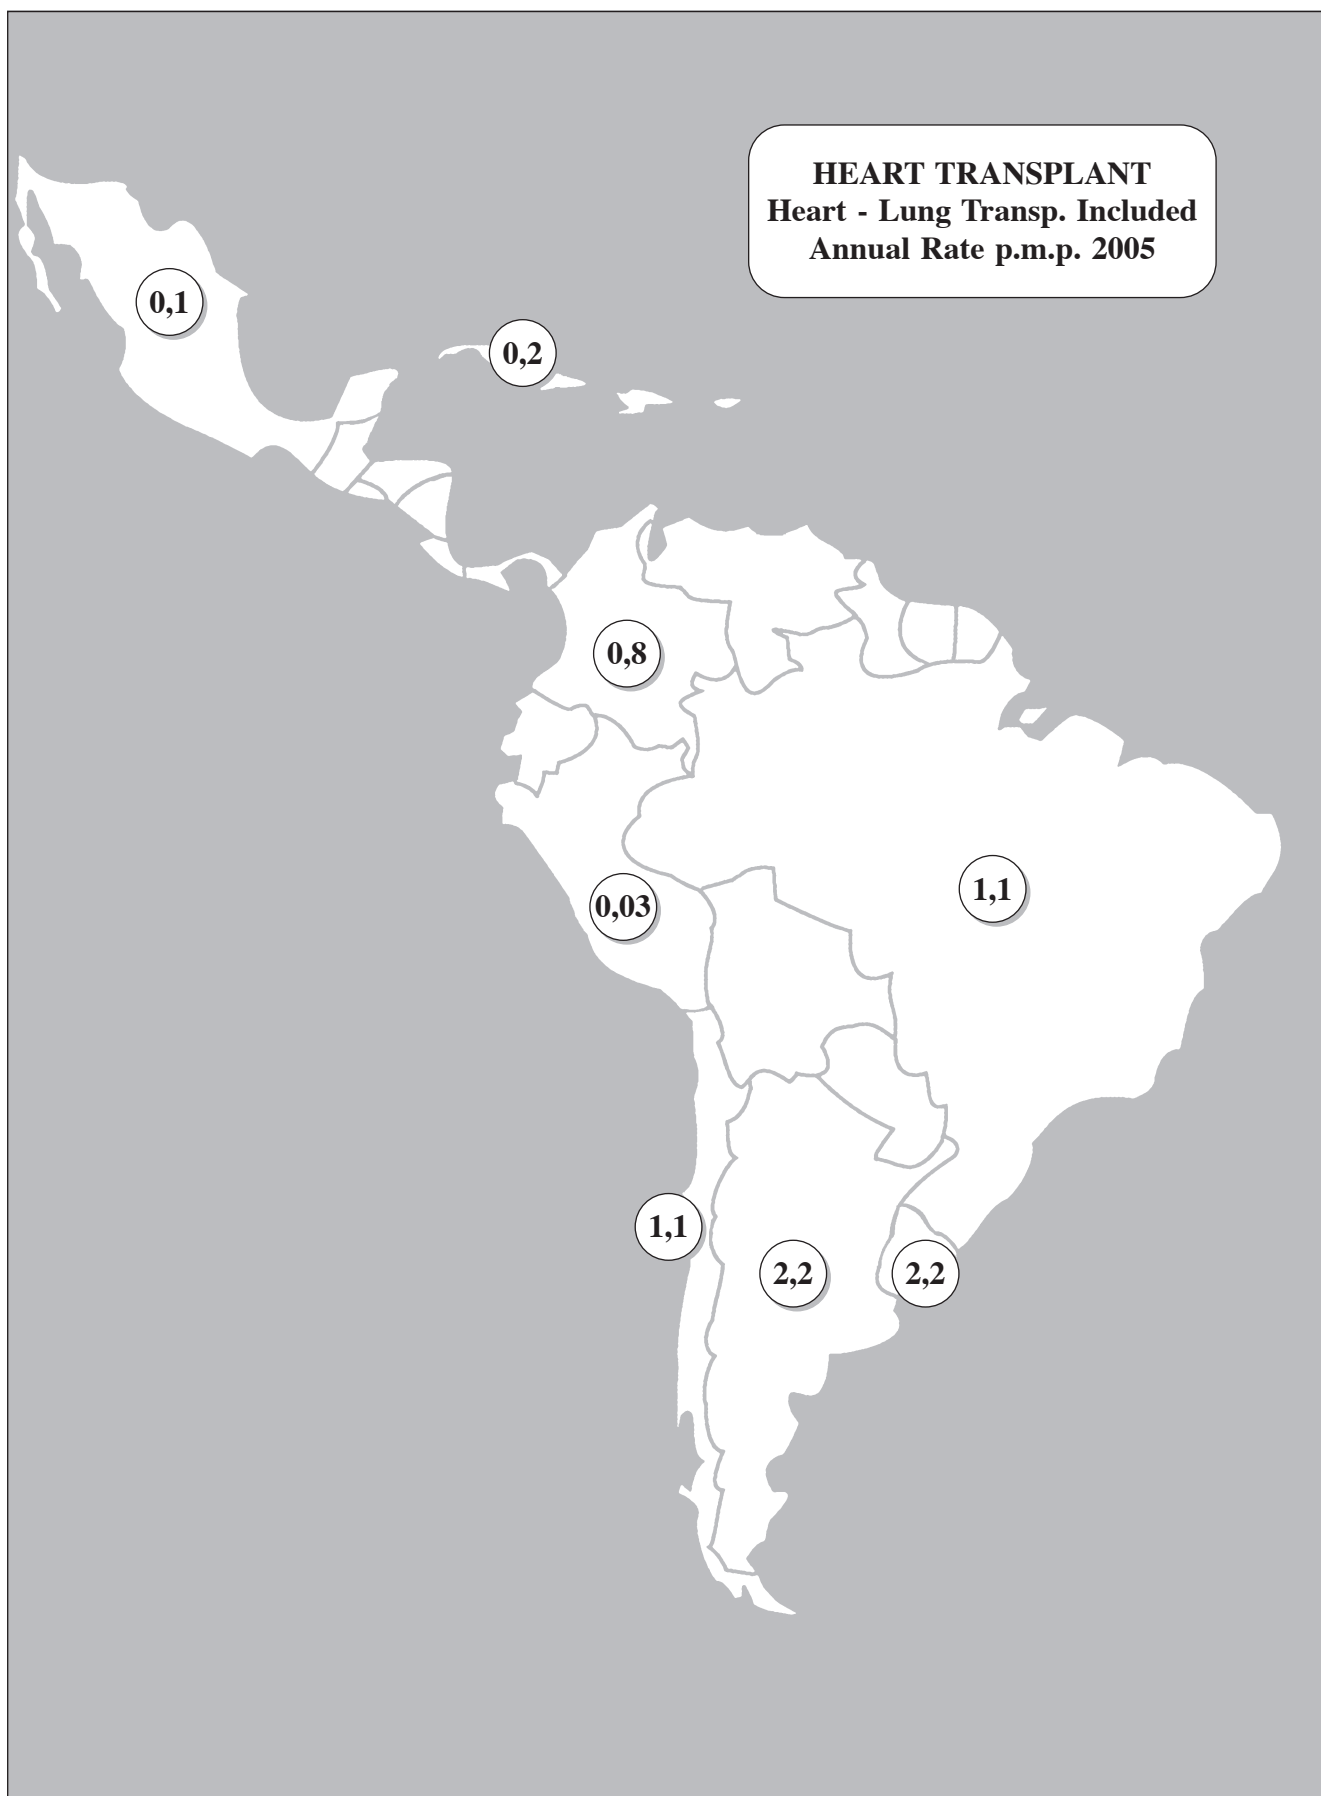 HEART TRANSPLANT
Heart - Lung Transp. Included
Annual Rate p.m.p. 2005
0,1
0,2
0,8
1,1
0,03
1,1
2,2
2,2